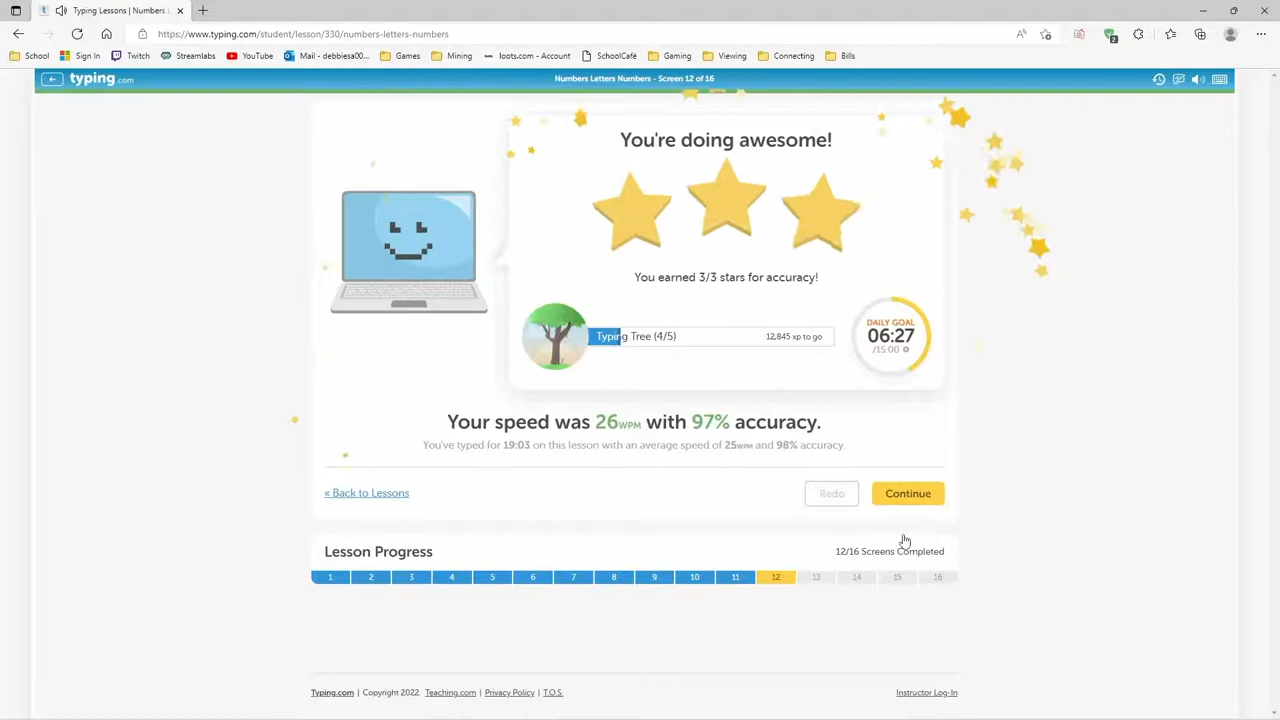 Typing Lessons | Numbers L
https://www.typing.com/student/lesson/330/numbers-letters-numbers
School
Sign In
Twitch
Streamlabs
YouTube
Mail - debbiesa00...
Games
Mining
loots.com - Account
SchoolCafé
Gaming
Viewing
Connecting
Bills
2
typing.com
Numbers Letters Numbers - Screen 12 of 16
You're doing awesome!
You earned 3/3 stars for accuracy!
Typing Tree (4/5)
12,845 xp to go
DAILY GOAL
06:27
/15:00
Your speed was 26WPM with 97% accuracy.
You've typed for 19:03 on this lesson with an average speed of 25WPM and 98% accuracy.
« Back to Lessons
Redo
Continue
Lesson Progress
12/16 Screens Completed
1 2 3 4 5 6 7 8 9 10 11 12 13 14 15 16
Typing.com | Copyright 2022 Teaching.com | Privacy Policy | T.O.S.
Instructor Log-In